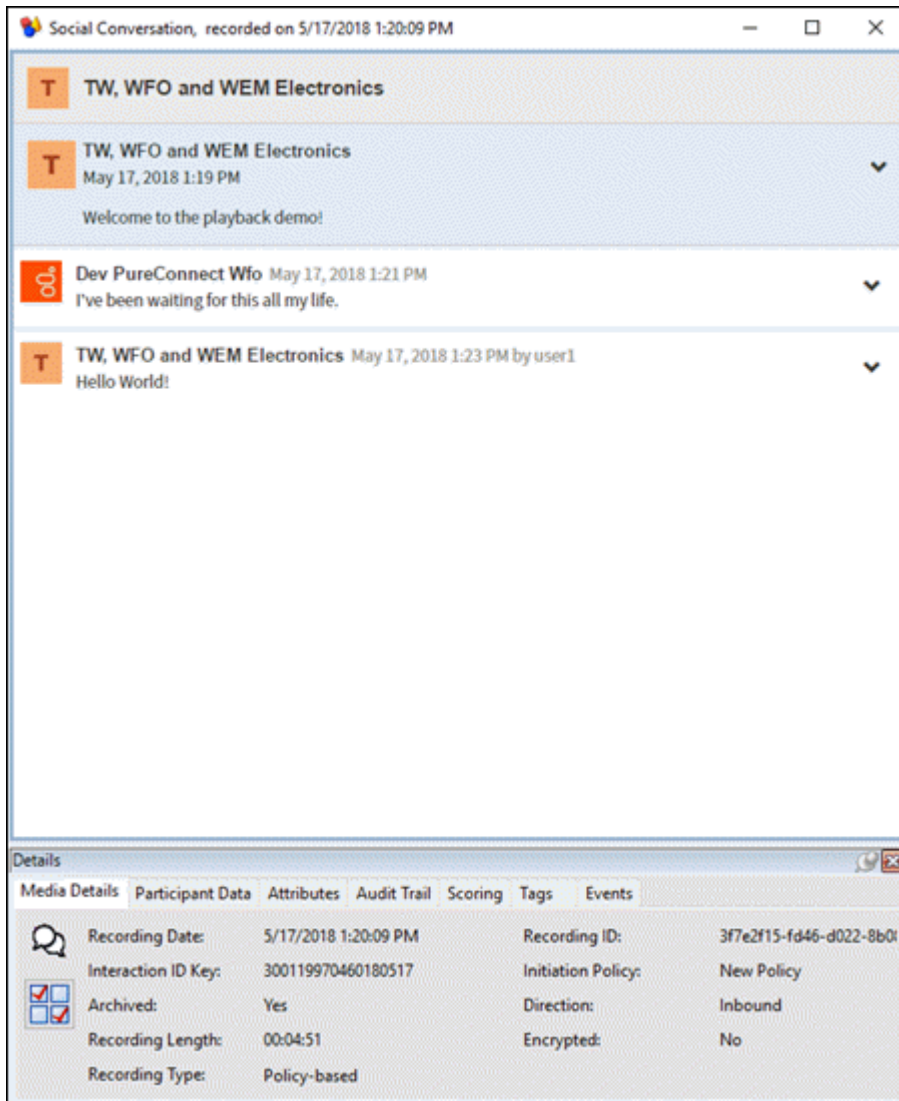 Social Conversation, recorded on 5/17/2018 1:20:09 PM
T TW, WFO and WEM Electronics
T TW, WFO and WEM Electronics
May 17, 2018 1:19 PM
Welcome to the playback demo!
Dev PureConnect Wfo May 17, 2018 1:21 PM
I've been waiting for this all my life.
T TW, WFO and WEM Electronics May 17, 2018 1:23 PM by user1
Hello World!
Details
Media Details Participant Data Attributes Audit Trail Scoring Tags Events
Recording Date: 5/17/2018 1:20:09 PM Recording ID: 3f7e2f15-fd46-d022-8b0
Interaction ID Key: 300119970460180517 Initiation Policy: New Policy
Archived: Yes Direction: Inbound
Recording Length: 00:04:51 Encrypted: No
Recording Type: Policy-based